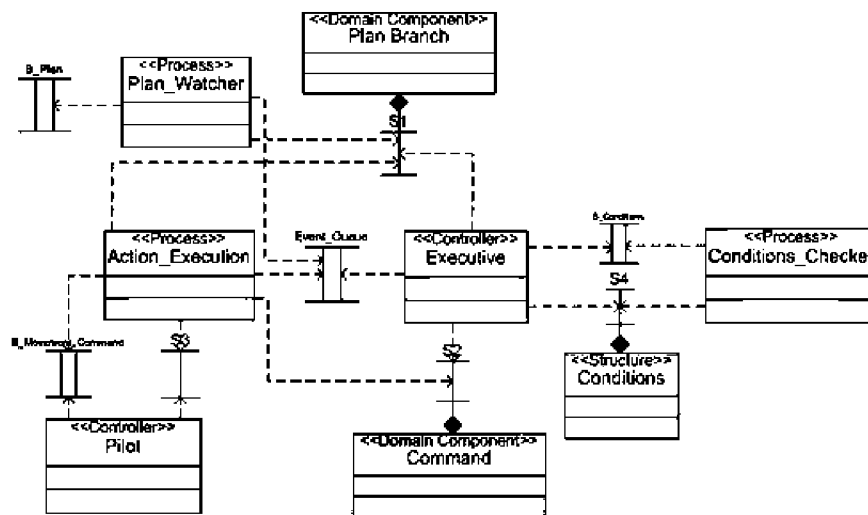 <<Domain Component>>
Plan Branch
B_Plan
<<Process>>
Plan_Watcher
S1
<<Process>>
Action_Execution
Event_Queue
<<Controller>>
Executive
B_Conditions
<<Process>>
Conditions_Checke
S4
S3
S2
<<Structure>>
Conditions
<<Controller>>
Pilot
<<Domain Component>>
Command